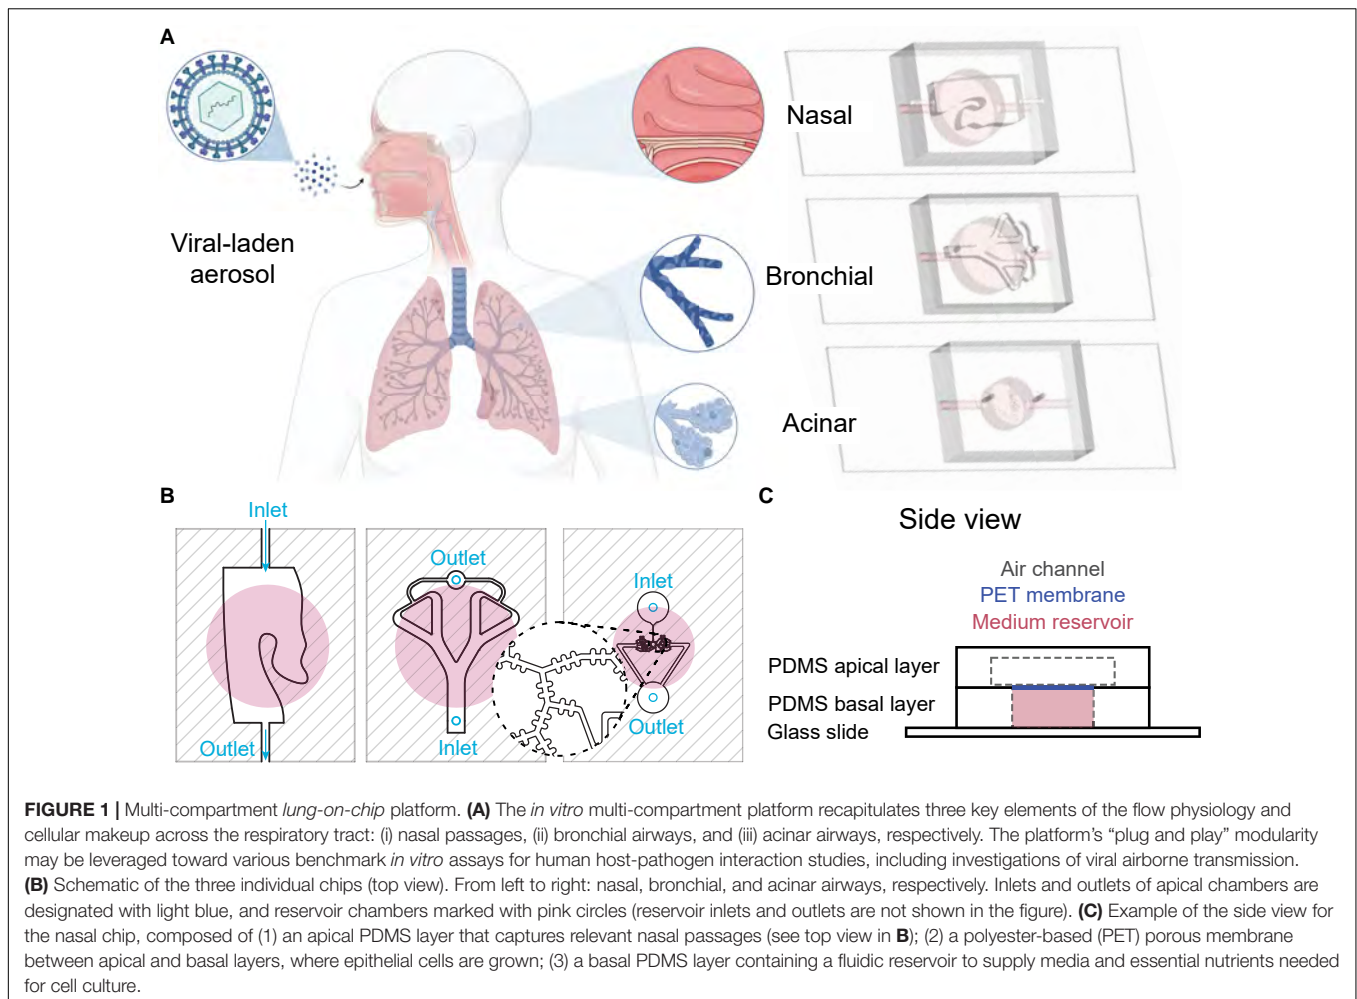 A
Viral-laden
aerosol
Nasal
Bronchial
Acinar
B
Inlet
Outlet
Outlet
Inlet
Inlet
Outlet
C
Side view
Air channel
PET membrane
Medium reservoir
PDMS apical layer
PDMS basal layer
Glass slide
FIGURE 1 | Multi-compartment lung-on-chip platform. (A) The in vitro multi-compartment platform recapitulates three key elements of the flow physiology and
cellular makeup across the respiratory tract: (i) nasal passages, (ii) bronchial airways, and (iii) acinar airways, respectively. The platform’s “plug and play” modularity
may be leveraged toward various benchmark in vitro assays for human host-pathogen interaction studies, including investigations of viral airborne transmission.
(B) Schematic of the three individual chips (top view). From left to right: nasal, bronchial, and acinar airways, respectively. Inlets and outlets of apical chambers are
designated with light blue, and reservoir chambers marked with pink circles (reservoir inlets and outlets are not shown in the figure). (C) Example of the side view for
the nasal chip, composed of (1) an apical PDMS layer that captures relevant nasal passages (see top view in B); (2) a polyester-based (PET) porous membrane
between apical and basal layers, where epithelial cells are grown; (3) a basal PDMS layer containing a fluidic reservoir to supply media and essential nutrients needed
for cell culture.